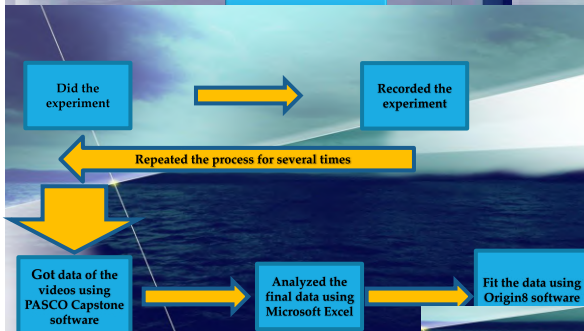 Did the
experiment
Recorded the
experiment
Repeated the process for several times
Got data of the
videos using
PASCO Capstone
software
Analyzed the
final data using
Microsoft Excel
Fit the data using
Origin8 software